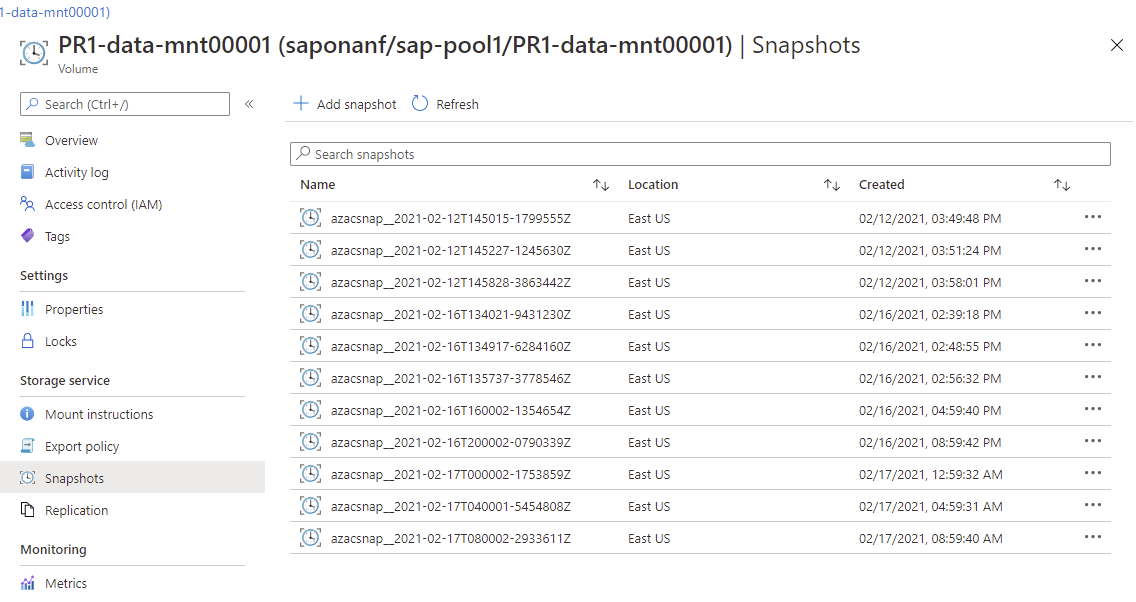 1-data-mnt00001)
PR1-data-mnt00001 (saponanf/sap-pool1/PR1-data-mnt00001) | Snapshots
Volume
Search (Ctrl+/)
«
Overview
Activity log
Access control (IAM)
Tags
Settings
Properties
Locks
Storage service
Mount instructions
Export policy
Snapshots
Replication
Monitoring
Metrics
Add snapshot Refresh
Search snapshots
Name Location Created
azacsnap__2021-02-12T145015-1799555Z East US 02/12/2021, 03:49:48 PM
azacsnap__2021-02-12T145227-1245630Z East US 02/12/2021, 03:51:24 PM
azacsnap__2021-02-12T145828-3863442Z East US 02/12/2021, 03:58:01 PM
azacsnap__2021-02-16T134021-9431230Z East US 02/16/2021, 02:39:18 PM
azacsnap__2021-02-16T134917-6284160Z East US 02/16/2021, 02:48:55 PM
azacsnap__2021-02-16T135737-3778546Z East US 02/16/2021, 02:56:32 PM
azacsnap__2021-02-16T160002-1354654Z East US 02/16/2021, 04:59:40 PM
azacsnap__2021-02-16T200002-0790339Z East US 02/16/2021, 08:59:42 PM
azacsnap__2021-02-17T000002-1753859Z East US 02/17/2021, 12:59:32 AM
azacsnap__2021-02-17T040001-5454808Z East US 02/17/2021, 04:59:31 AM
azacsnap__2021-02-17T080002-2933611Z East US 02/17/2021, 08:59:40 AM